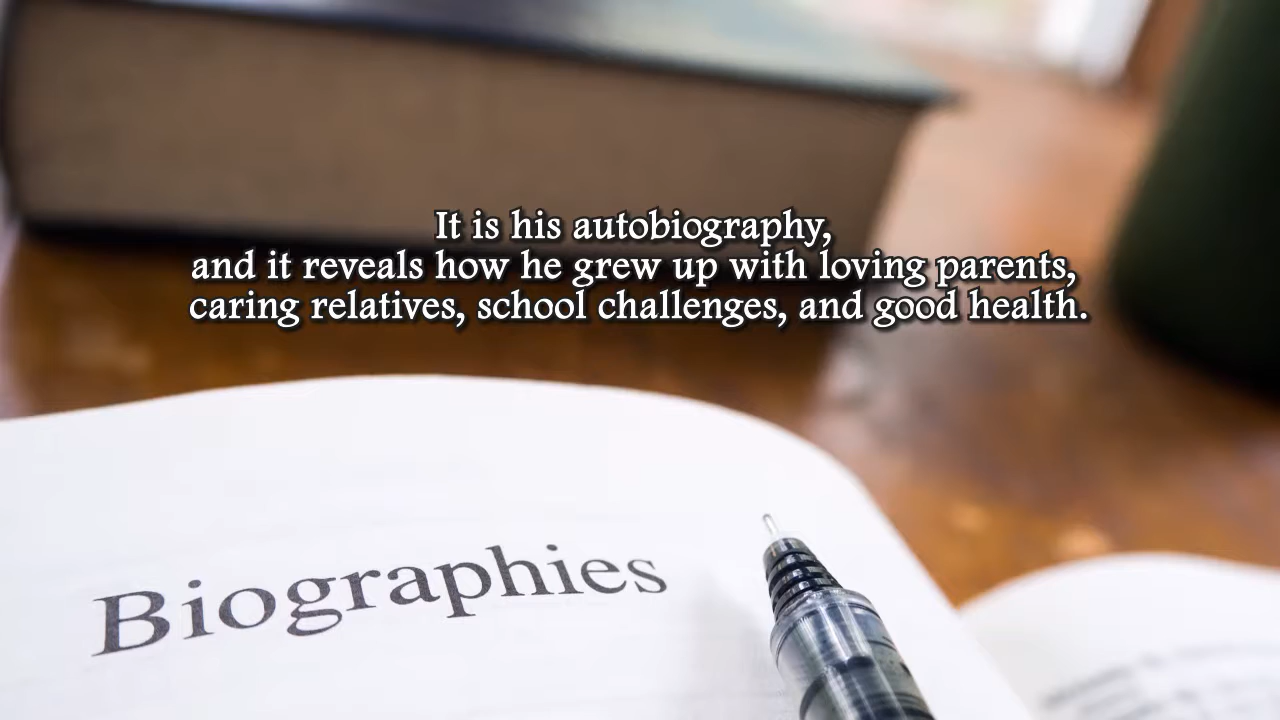 It is his autobiography,
and it reveals how he grew up with loving parents,
caring relatives, school challenges, and good health.
Biographies